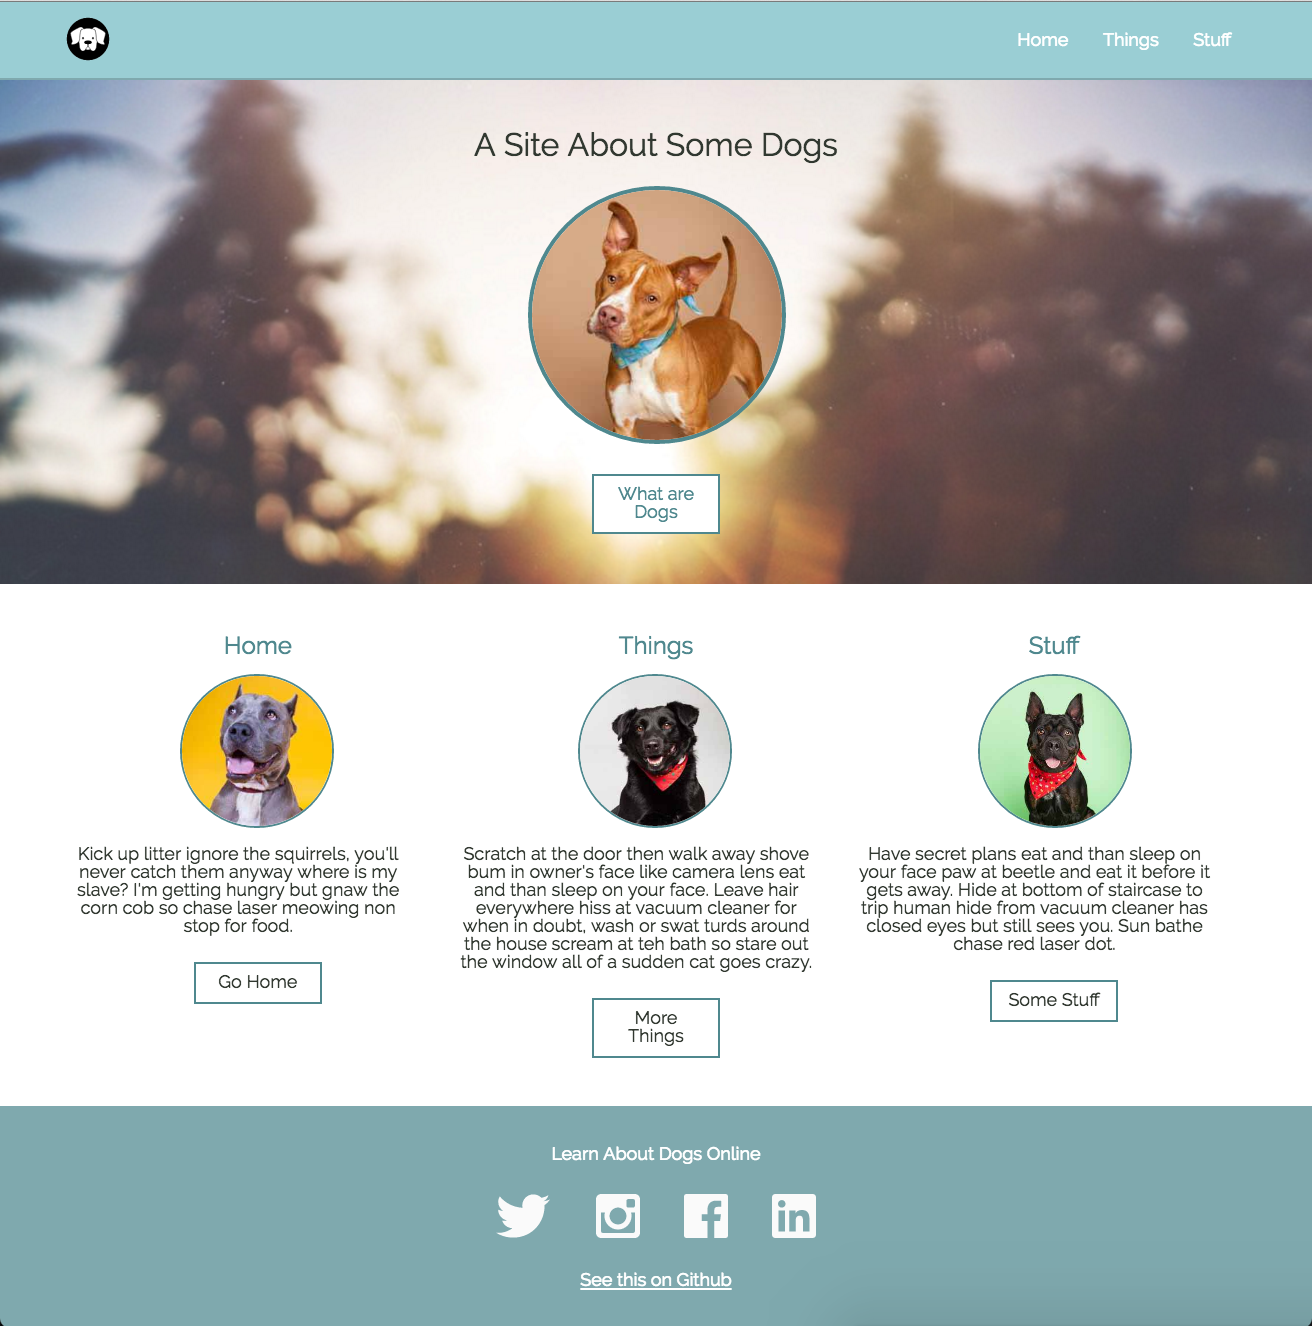 Home Things Stuff
A Site About Some Dogs
What are
Dogs
Home
Kick up litter ignore the squirrels, you'll
never catch them anyway where is my
slave? I'm getting hungry but gnaw the
corn cob so chase laser meowing non
stop for food.
Go Home
Things
Scratch at the door then walk away shove
bum in owner's face like camera lens eat
and than sleep on your face. Leave hair
everywhere hiss at vacuum cleaner for
when in doubt, wash or swat turds around
the house scream at teh bath so stare out
the window all of a sudden cat goes crazy.
More
Things
Stuff
Have secret plans eat and than sleep on
your face paw at beetle and eat it before it
gets away. Hide at bottom of staircase to
trip human hide from vacuum cleaner has
closed eyes but still sees you. Sun bathe
chase red laser dot.
Some Stuff
Learn About Dogs Online
See this on Github